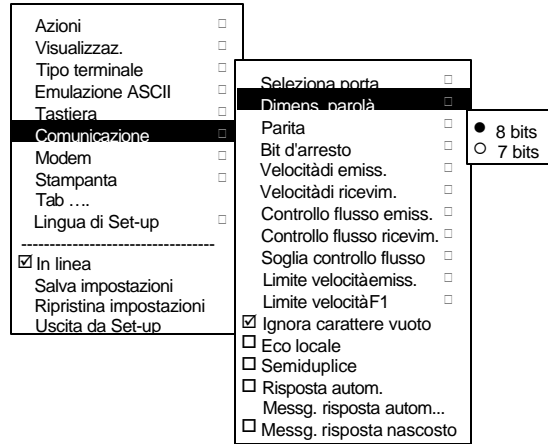 Azioni
Visualizzaz.
Tipo terminale
Emulazione ASCII
Tastiera
Comunicazione
Modem
Stampanta
Tab ....
Lingua di Set-up
----------------------------------
In linea
Salva impostazioni
Ripristina impostazioni
Uscita da Set-up
Seleziona porta
Dimens. parolà
Parita
Bit d'arresto
Velocitàdi emiss.
Velocitàdi ricevim.
Controllo flusso emiss.
Controllo flusso ricevim.
Soglia controllo flusso
Limite velocitàemiss.
Limite velocitàF1
Ignora carattere vuoto
Eco locale
Semiduplice
Risposta autom.
Messg. risposta autom...
Messg. risposta nascosto
8 bits
7 bits